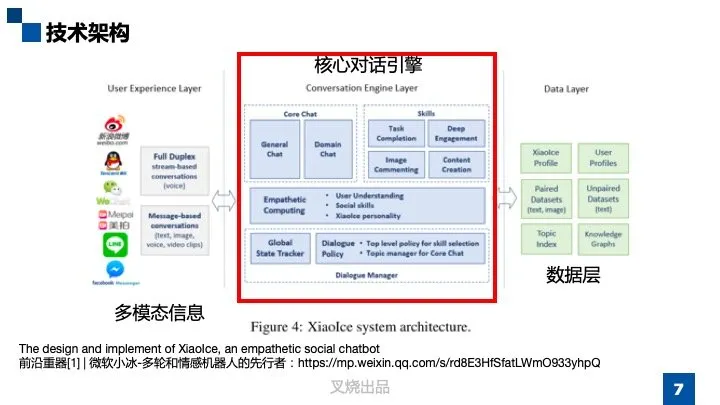 技术架构
核心对话引擎
User Experience Layer
Conversation Engine Layer
Data Layer
新浪微博
weibo.com
Tencent QQ
WeChat
Meipai
美拍
LINE
facebook Messenger
Full Duplex
stream-based
conversations
(voice)
Message-based
conversations
(text, image,
voice, video clips)
多模态信息
Core Chat
General
Chat
Domain
Chat
Skills
Task
Completion
Deep
Engagement
Image
Commenting
Content
Creation
Empathetic
Computing
• User Understanding
• Social skills
• XiaoIce personality
Global
State Tracker
Dialogue
Policy
• Top level policy for skill selection
• Topic manager for Core Chat
Dialogue Manager
XiaoIce
Profile
User
Profiles
Paired
Datasets
(text, image)
Unpaired
Datasets
(text)
Topic
Index
Knowledge
Graphs
数据层
Figure 4: XiaoIce system architecture.
The design and implement of XiaoIce, an empathetic social chatbot
前沿重器[1] | 微软小冰-多轮和情感机器人的先行者：https://mp.weixin.qq.com/s/rd8E3HfSfatLWmO933yhpQ
叉烧出品
7